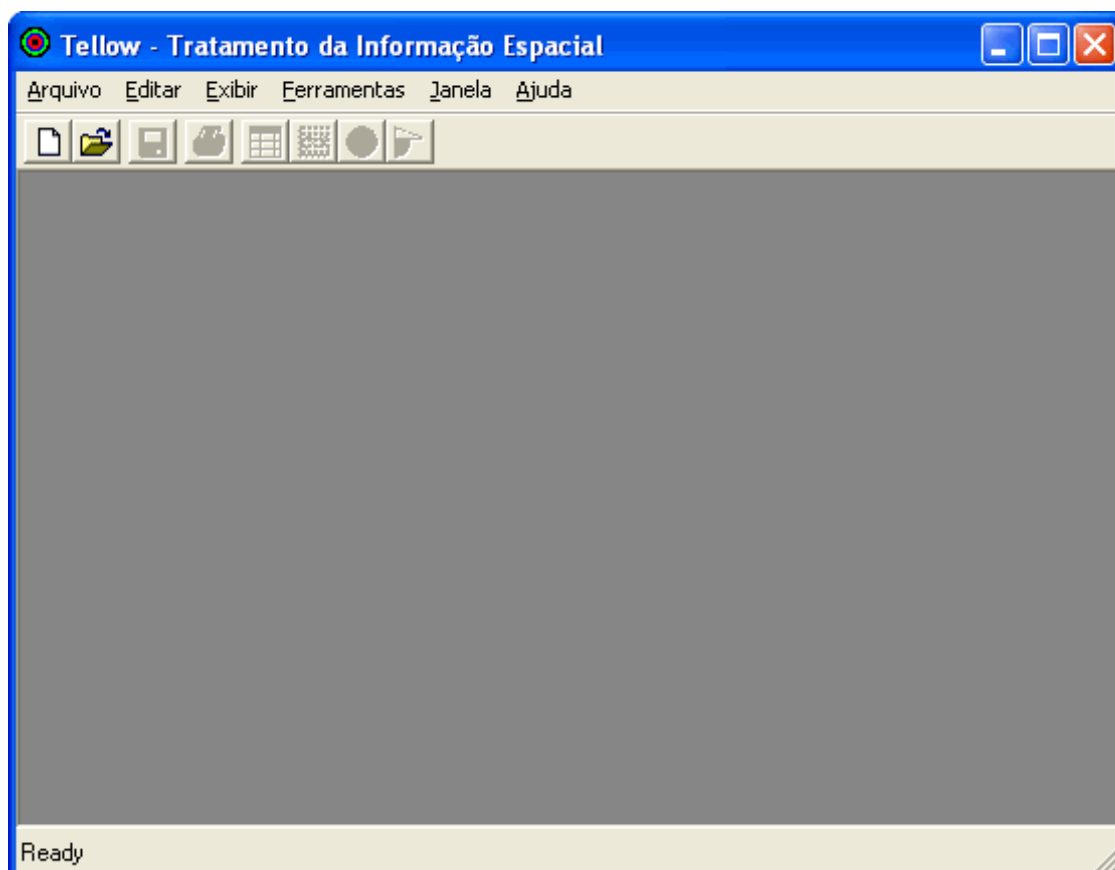 Tellow - Tratamento da Informação Espacial
Arquivo Editar Exibir Ferramentas Janela Ajuda
Ready